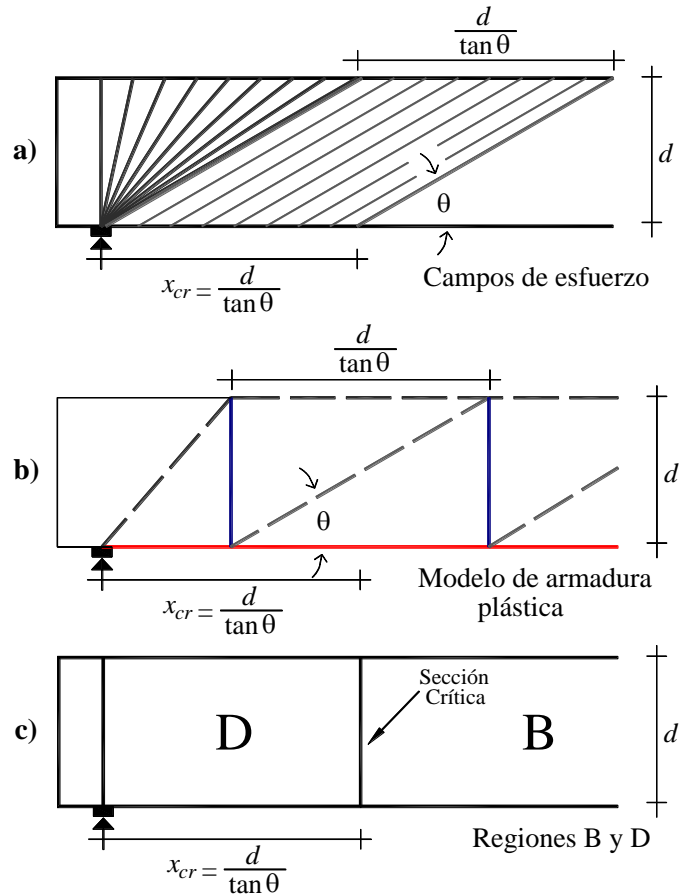 d
tan θ
a)
d
θ
x_cr = d
tan θ
Campos de esfuerzo
d
tan θ
b)
d
θ
Modelo de armadura
plástica
x_cr = d
tan θ
Sección
Crítica
c)
D
B
d
Regiones B y D
x_cr = d
tan θ